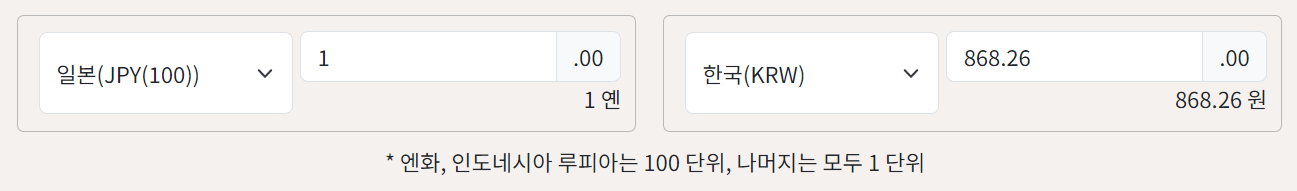 일본(JPY(100))
1 .00
1 옌
한국(KRW)
868.26 .00
868.26 원
* 엔화, 인도네시아 루피아는 100 단위, 나머지는 모두 1 단위